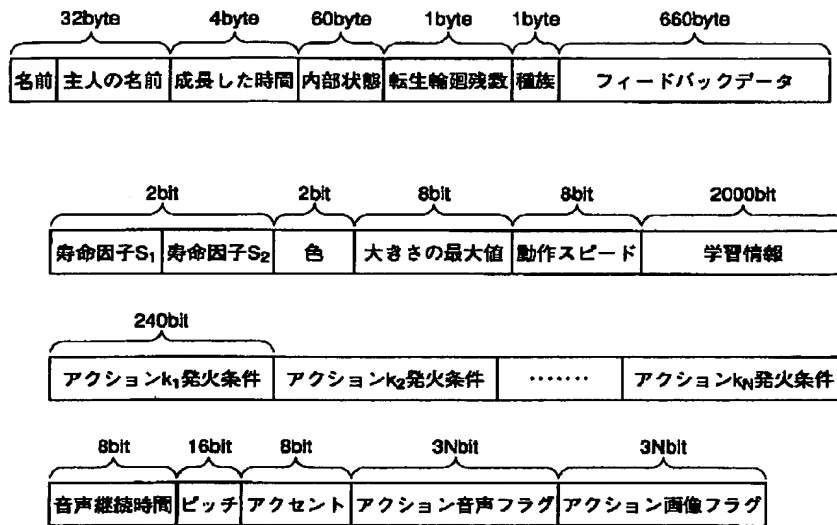 32byte 4byte 60byte 1byte 1byte 660byte
名前 主人の名前 成長した時間 内部状態 転生輪廻残数 種族 フィードバックデータ
2bit 2bit 8bit 8bit 2000bit
寿命因子S1 寿命因子S2 色 大きさの最大値 動作スピード 学習情報
240bit
アクションk1発火条件 アクションk2発火条件 ······· アクションkN発火条件
8bit 16bit 8bit 3Nbit 3Nbit
音声継続時間 ピッチ アクセント アクション音声フラグ アクション画像フラグ